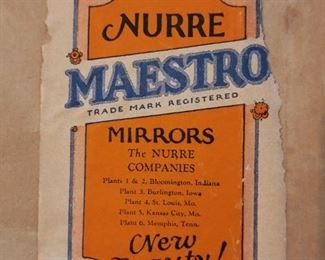 NURRE
MAESTRO
TRADE MARK REGISTERED
MIRRORS
The NURRE
COMPANIES
Plants 1 & 2, Bloomington, Indiana
Plant 3, Burlington, Iowa
Plant 4, St. Louis, Mo.
Plant 5, Kansas City, Mo.
Plant 6, Memphis, Tenn.
New